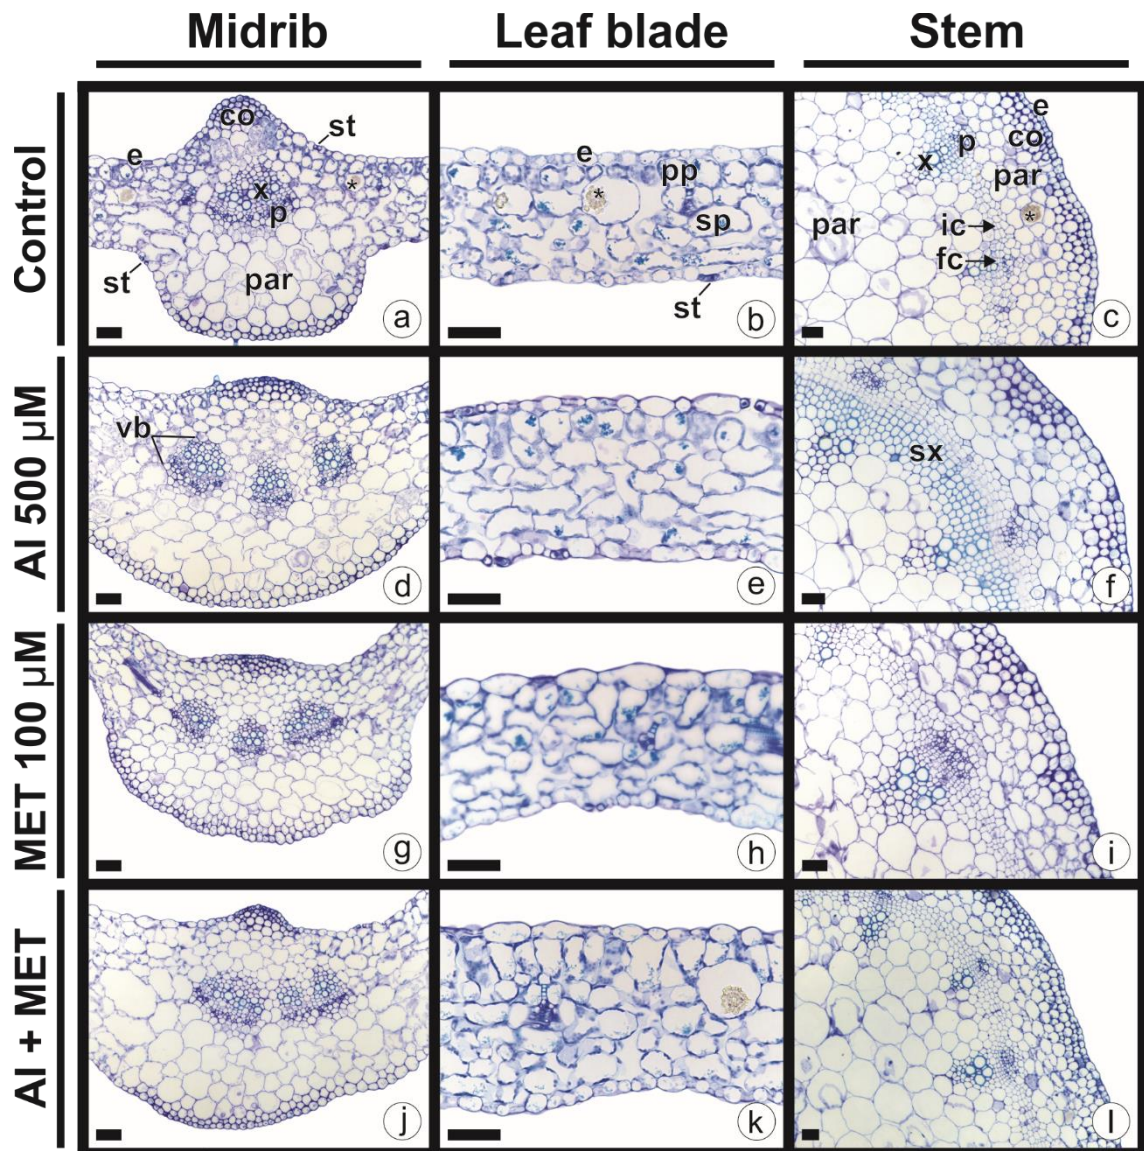 Midrib Leaf blade Stem
Control
co
st
e
x
p
*
st
par
a
e
pp
*
sp
st
b
e
co
p
x
par
*
par
ic
fc
c
Al 500 µM
vb
d
e
sx
f
MET 100 µM
g
h
i
Al + MET
j
k
l